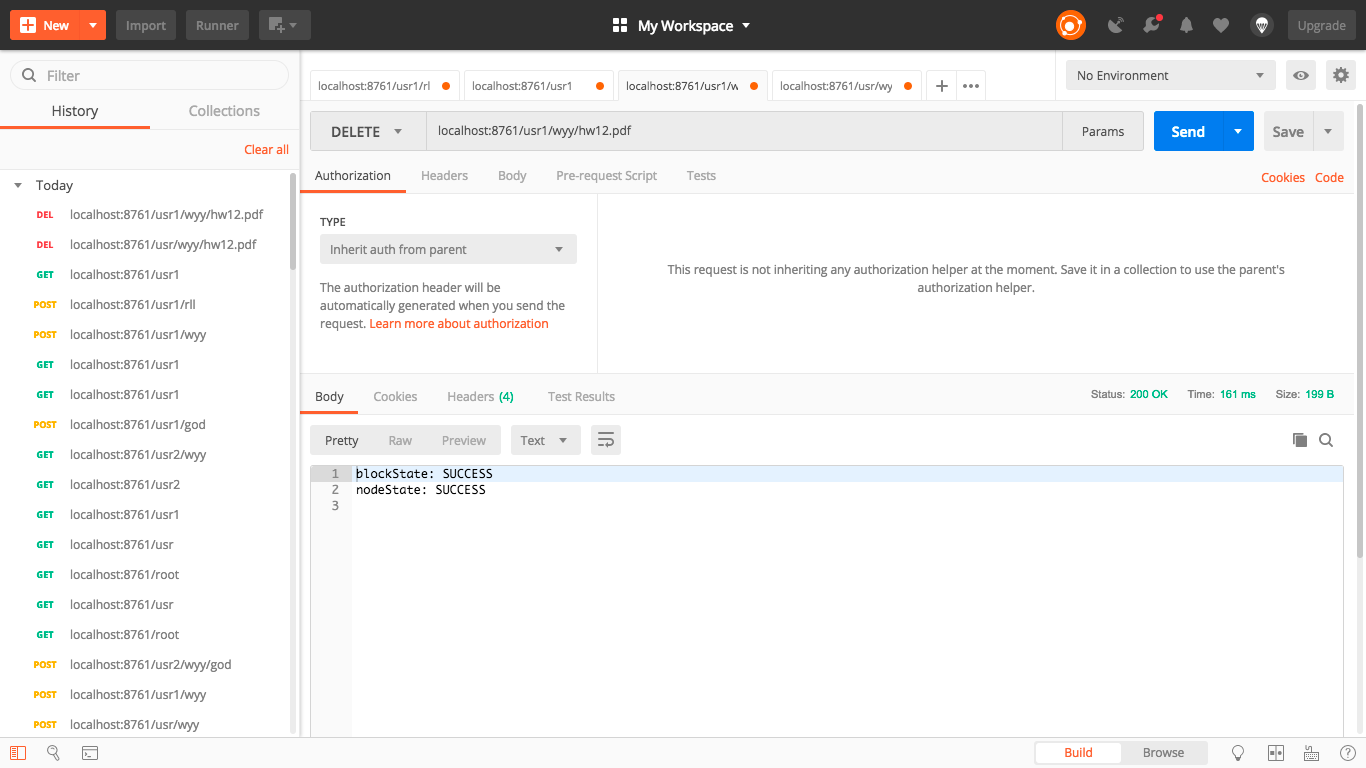 New
Import
Runner
My Workspace
Upgrade
Filter
History
Collections
Clear all
Today
DEL localhost:8761/usr1/wyy/hw12.pdf
DEL localhost:8761/usr/wyy/hw12.pdf
GET localhost:8761/usr1
POST localhost:8761/usr1/rll
POST localhost:8761/usr1/wyy
GET localhost:8761/usr1
GET localhost:8761/usr1
POST localhost:8761/usr1/god
GET localhost:8761/usr2/wyy
GET localhost:8761/usr2
GET localhost:8761/usr1
GET localhost:8761/usr
GET localhost:8761/root
GET localhost:8761/usr
GET localhost:8761/root
POST localhost:8761/usr2/wyy/god
POST localhost:8761/usr1/wyy
POST localhost:8761/usr/wyy
localhost:8761/usr1/rl
localhost:8761/usr1
localhost:8761/usr1/w
localhost:8761/usr/wy
No Environment
DELETE
localhost:8761/usr1/wyy/hw12.pdf
Params
Send
Save
Authorization
Headers
Body
Pre-request Script
Tests
Cookies
Code
TYPE
Inherit auth from parent
The authorization header will be
automatically generated when you send the
request. Learn more about authorization
This request is not inheriting any authorization helper at the moment. Save it in a collection to use the parent's
authorization helper.
Body
Cookies
Headers (4)
Test Results
Status: 200 OK
Time: 161 ms
Size: 199 B
Pretty
Raw
Preview
Text
1 blockState: SUCCESS
2 nodeState: SUCCESS
3
Build
Browse